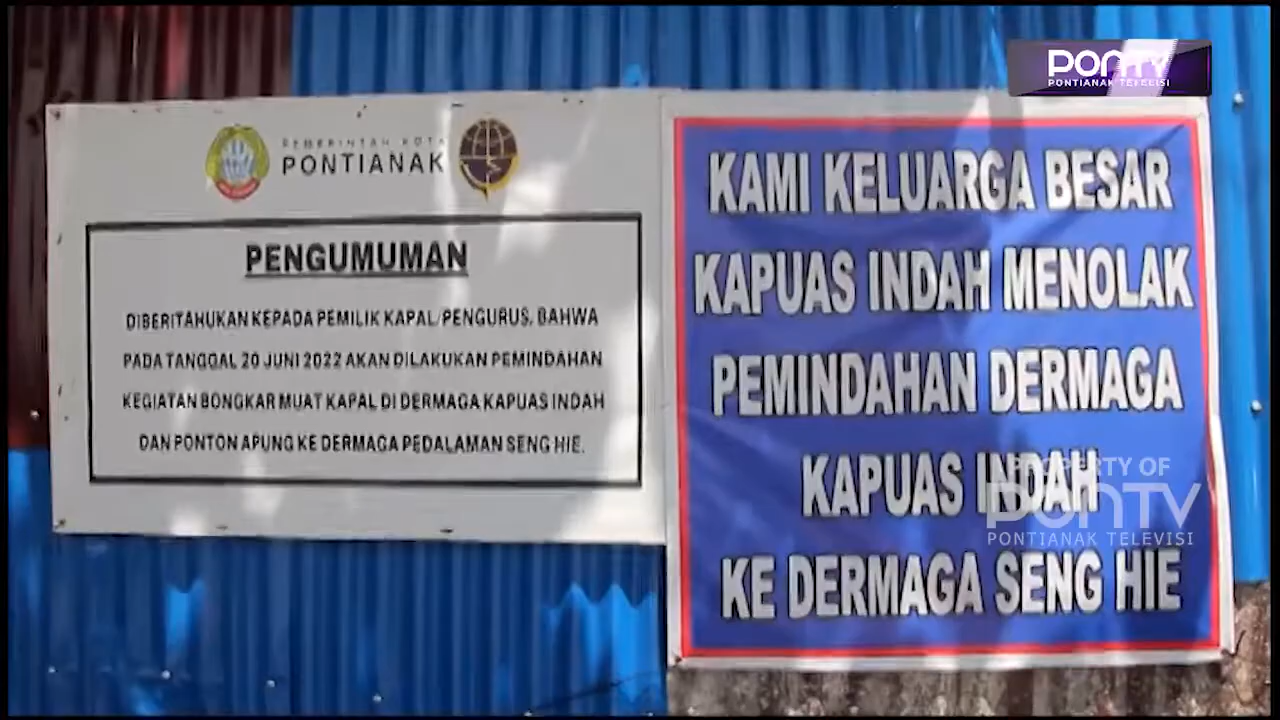 PONTV
PONTIANAK TELEVISI
PEMERINTAH KOTA
PONTIANAK
PENGUMUMAN
DIBERITAHUKAN KEPADA PEMILIK KAPAL/PENGURUS, BAHWA
PADA TANGGAL 20 JUNI 2022 AKAN DILAKUKAN PEMINDAHAN
KEGIATAN BONGKAR MUAT KAPAL DI DERMAGA KAPUAS INDAH
DAN PONTON APUNG KE DERMAGA PEDALAMAN SENG HIE.
KAMI KELUARGA BESAR
KAPUAS INDAH MENOLAK
PEMINDAHAN DERMAGA
KAPUAS INDAH
KE DERMAGA SENG HIE
PROPERTY OF
PONTV
PONTIANAK TELEVISI